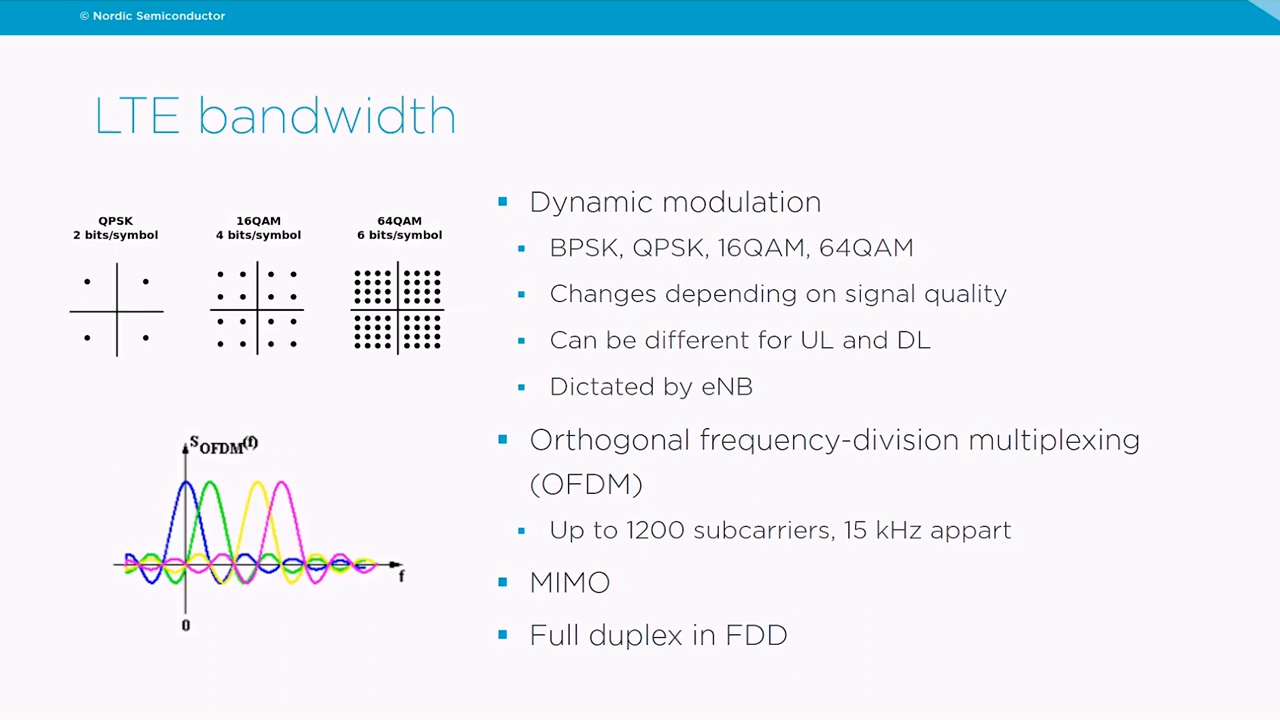 © Nordic Semiconductor
LTE bandwidth
QPSK
2 bits/symbol
16QAM
4 bits/symbol
64QAM
6 bits/symbol
S OFDM(f)
f
0
Dynamic modulation
BPSK, QPSK, 16QAM, 64QAM
Changes depending on signal quality
Can be different for UL and DL
Dictated by eNB
Orthogonal frequency-division multiplexing
(OFDM)
Up to 1200 subcarriers, 15 kHz appart
MIMO
Full duplex in FDD